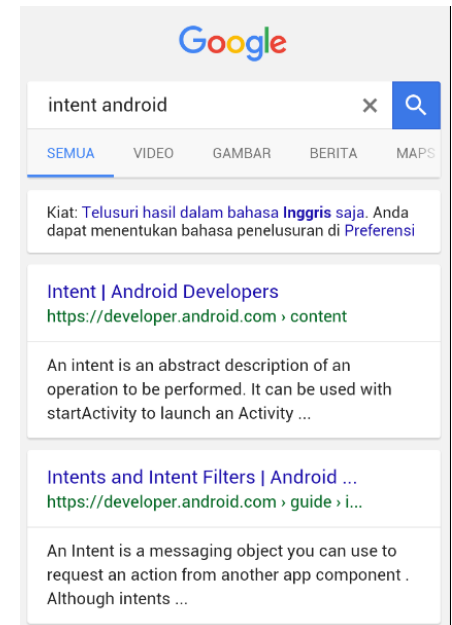 Google
intent android
SEMUA VIDEO GAMBAR BERITA MAPS
Kiat: Telusuri hasil dalam bahasa Inggris saja. Anda
dapat menentukan bahasa penelusuran di Preferensi
Intent | Android Developers
https://developer.android.com › content
An intent is an abstract description of an
operation to be performed. It can be used with
startActivity to launch an Activity ...
Intents and Intent Filters | Android ...
https://developer.android.com › guide › i...
An Intent is a messaging object you can use to
request an action from another app component .
Although intents ...